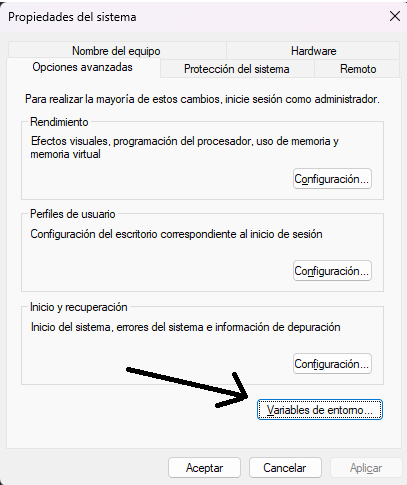 Propiedades del sistema
Nombre del equipo
Hardware
Opciones avanzadas
Protección del sistema
Remoto
Para realizar la mayoría de estos cambios, inicie sesión como administrador.
Rendimiento
Efectos visuales, programación del procesador, uso de memoria y
memoria virtual
Configuración...
Perfiles de usuario
Configuración del escritorio correspondiente al inicio de sesión
Configuración...
Inicio y recuperación
Inicio del sistema, errores del sistema e información de depuración
Configuración...
Variables de entorno...
Aceptar
Cancelar
Aplicar